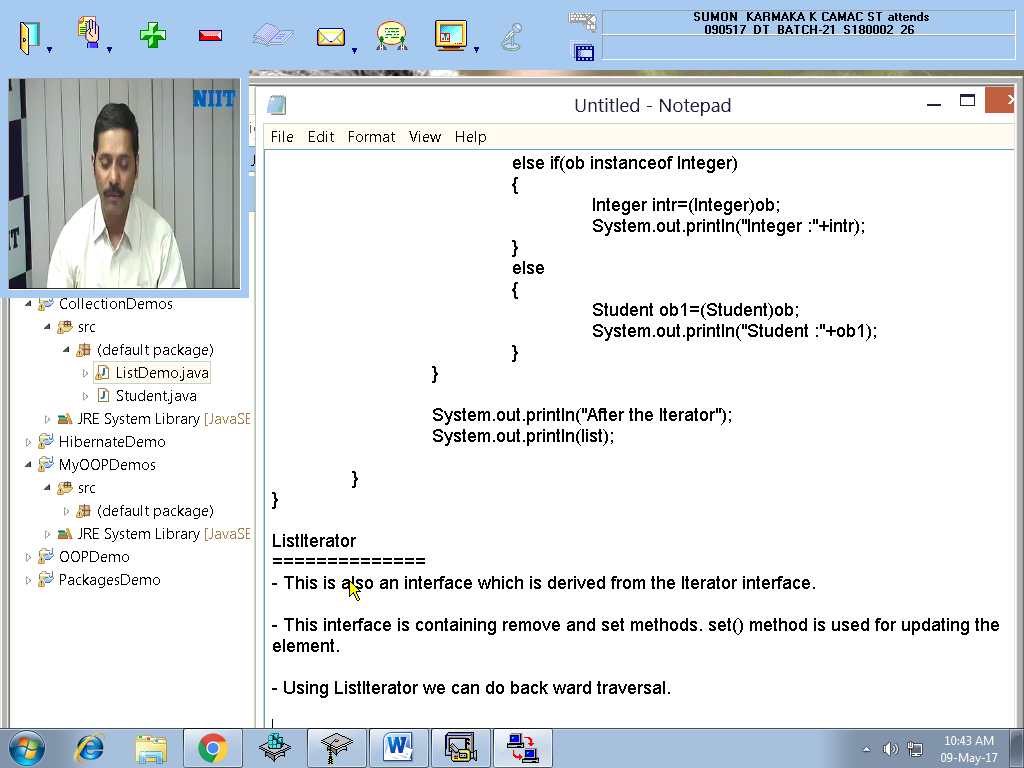 SUMON KARMAKA K CAMAC ST attends
090517 DT BATCH-21 S180002 26
NIIT
Untitled - Notepad
File Edit Format View Help
else if(ob instanceof Integer)
{
Integer intr=(Integer)ob;
System.out.println("Integer :"+intr);
}
else
{
Student ob1=(Student)ob;
System.out.println("Student :"+ob1);
}
}
System.out.println("After the Iterator");
System.out.println(list);
}
}
ListIterator
==============
- This is also an interface which is derived from the Iterator interface.
- This interface is containing remove and set methods. set() method is used for updating the
element.
- Using ListIterator we can do back ward traversal.
CollectionDemos
src
(default package)
ListDemo.java
Student.java
JRE System Library [JavaSE
HibernateDemo
MyOOPDemos
src
(default package)
JRE System Library [JavaSE
OOPDemo
PackagesDemo
10:43 AM
09-May-17